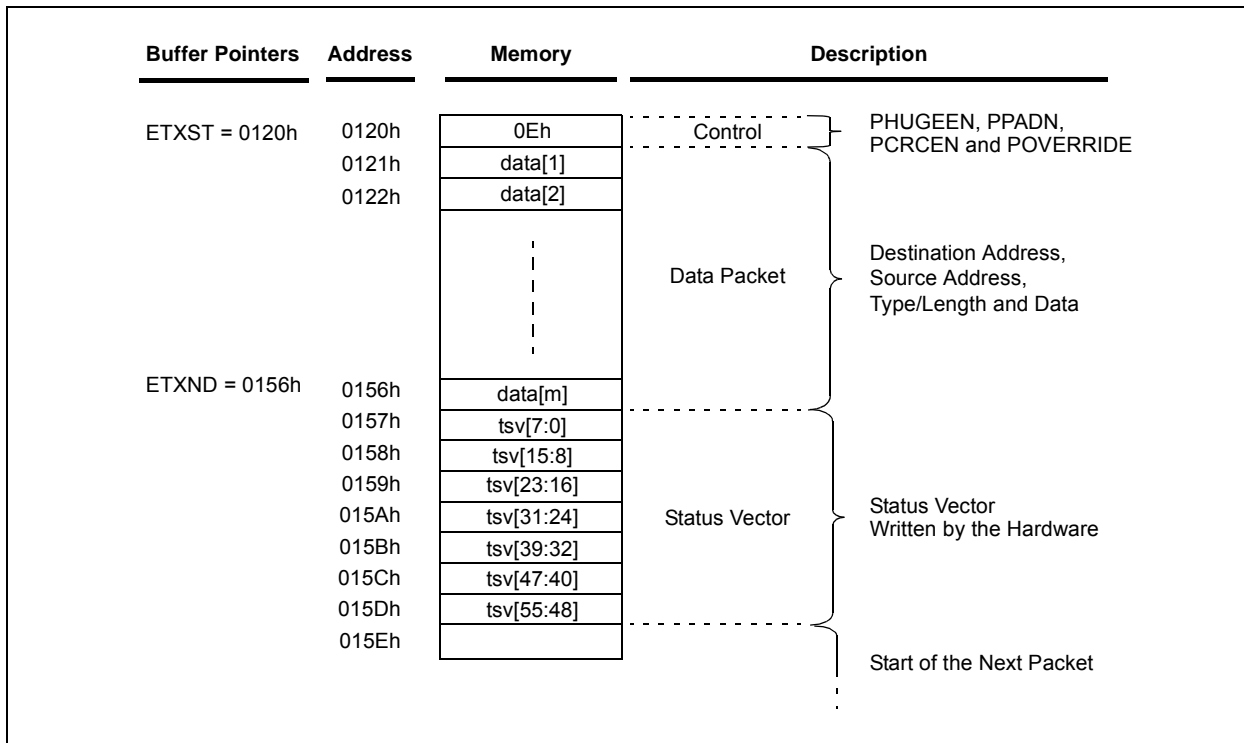 Buffer Pointers Address Memory Description
ETXST = 0120h 0120h 0Eh Control PHUGEEN, PPADN,
PCRCEN and POVERRIDE
0121h data[1]
0122h data[2]
Data Packet Destination Address,
Source Address,
Type/Length and Data
ETXND = 0156h 0156h data[m]
0157h tsv[7:0]
0158h tsv[15:8]
0159h tsv[23:16]
015Ah tsv[31:24] Status Vector Status Vector
Written by the Hardware
015Bh tsv[39:32]
015Ch tsv[47:40]
015Dh tsv[55:48]
015Eh
Start of the Next Packet